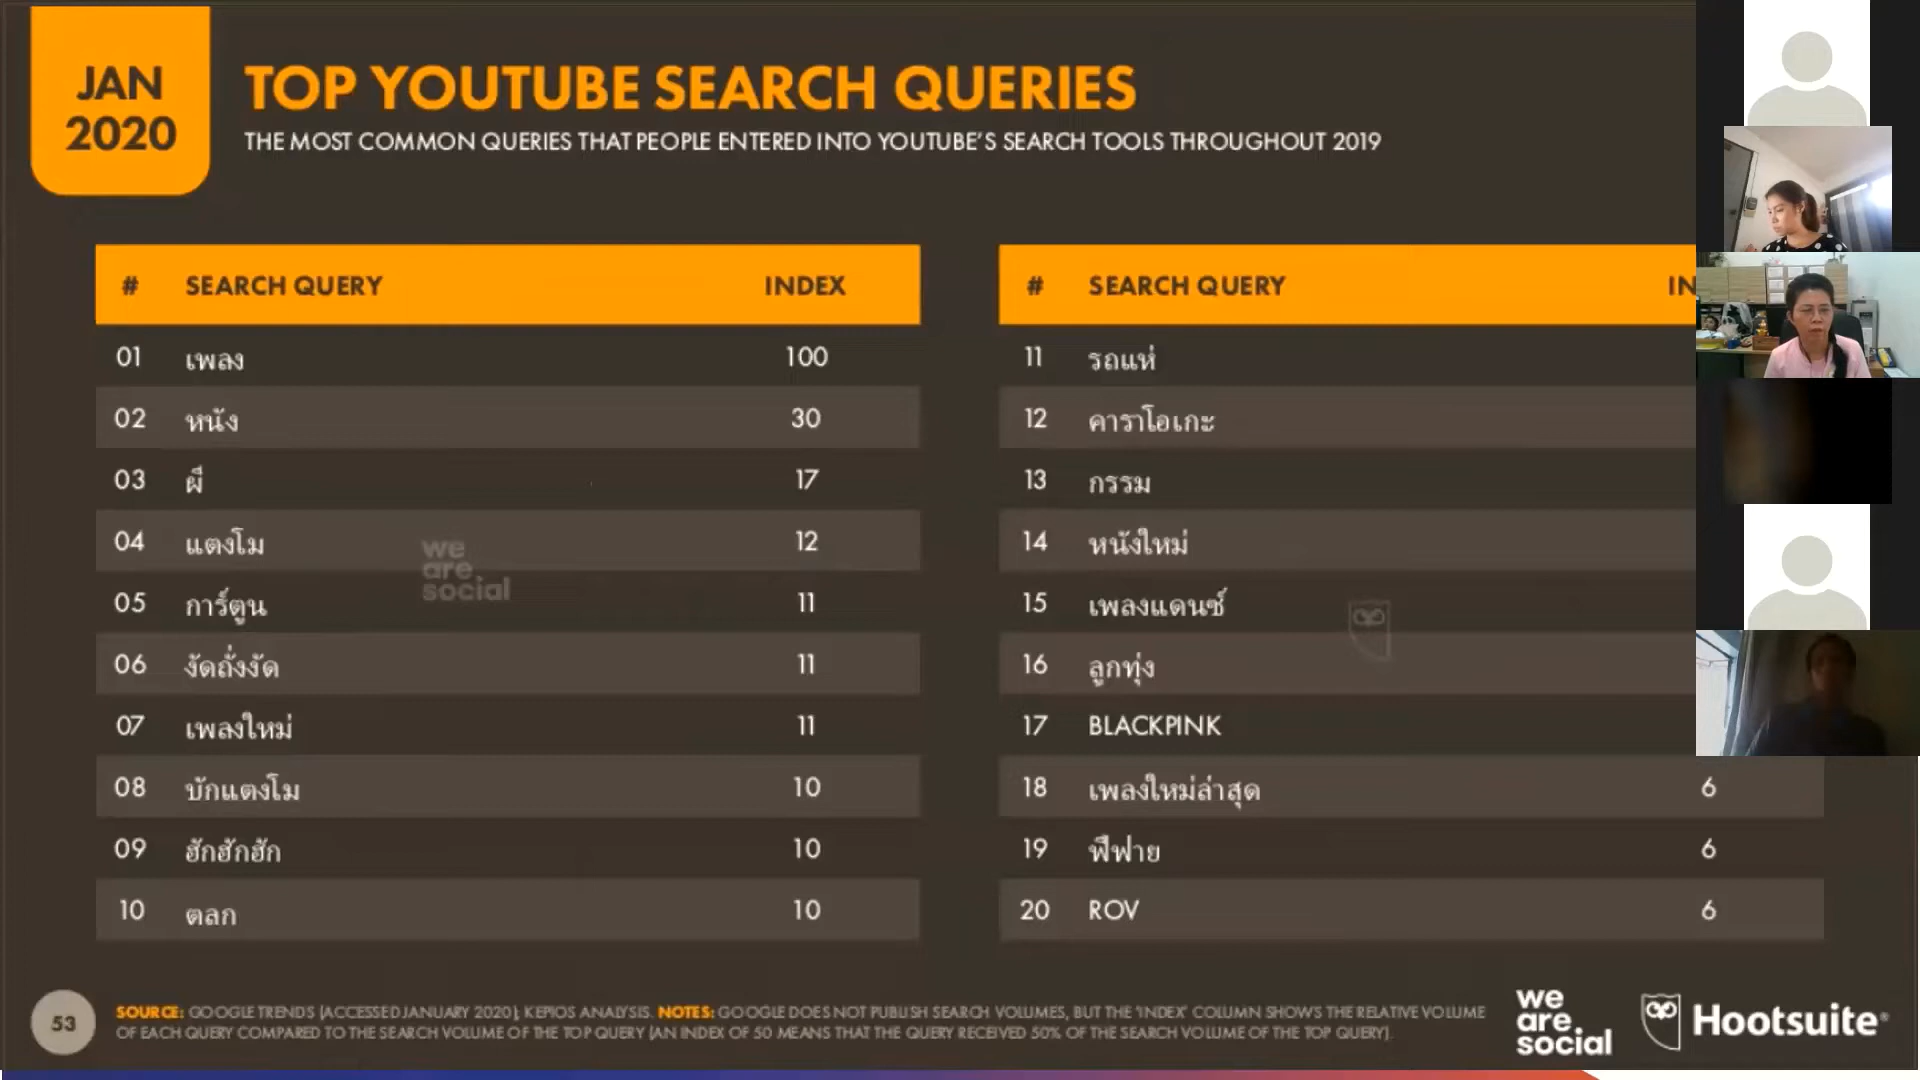 JAN
2020
TOP YOUTUBE SEARCH QUERIES
THE MOST COMMON QUERIES THAT PEOPLE ENTERED INTO YOUTUBE'S SEARCH TOOLS THROUGHOUT 2019
# SEARCH QUERY INDEX
01 เพลง 100
02 หนัง 30
03 ผี 17
04 แตงโม 12
05 การ์ตูน 11
06 งัดถั่งงัด 11
07 เพลงใหม่ 11
08 บักแตงโม 10
09 ฮักฮักฮัก 10
10 ตลก 10
# SEARCH QUERY IN
11 รถแห่
12 คาราโอเกะ
13 กรรม
14 หนังใหม่
15 เพลงแดนซ์
16 ลูกทุ่ง
17 BLACKPINK
18 เพลงใหม่ล่าสุด 6
19 ฟีฟาย 6
20 ROV 6
we
are
social
53
SOURCE: GOOGLE TRENDS (ACCESSED JANUARY 2020); KEPIOS ANALYSIS. NOTES: GOOGLE DOES NOT PUBLISH SEARCH VOLUMES, BUT THE 'INDEX' COLUMN SHOWS THE RELATIVE VOLUME
OF EACH QUERY COMPARED TO THE SEARCH VOLUME OF THE TOP QUERY (AN INDEX OF 50 MEANS THAT THE QUERY RECEIVED 50% OF THE SEARCH VOLUME OF THE TOP QUERY).
we
are
social
Hootsuite®